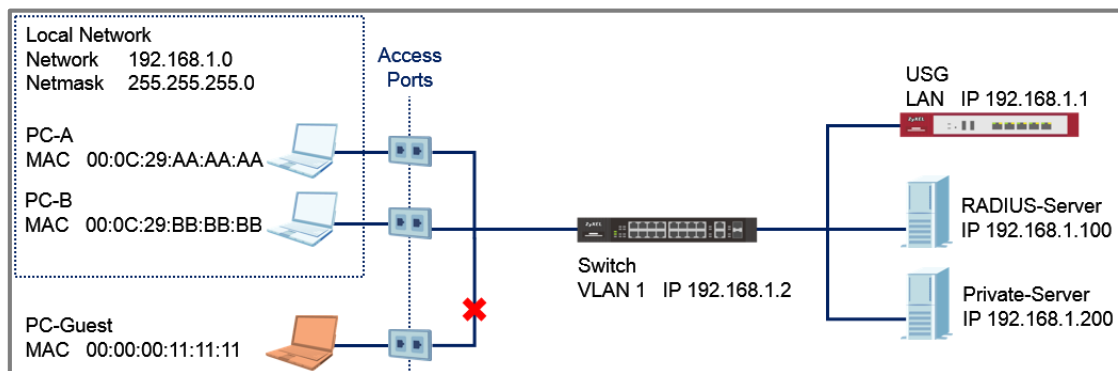 Local Network
Network 192.168.1.0
Netmask 255.255.255.0
Access
Ports
PC-A
MAC 00:0C:29:AA:AA:AA
PC-B
MAC 00:0C:29:BB:BB:BB
PC-Guest
MAC 00:00:00:11:11:11
ZyXEL
Switch
VLAN 1 IP 192.168.1.2
USG
LAN IP 192.168.1.1
ZyXEL
RADIUS-Server
IP 192.168.1.100
Private-Server
IP 192.168.1.200